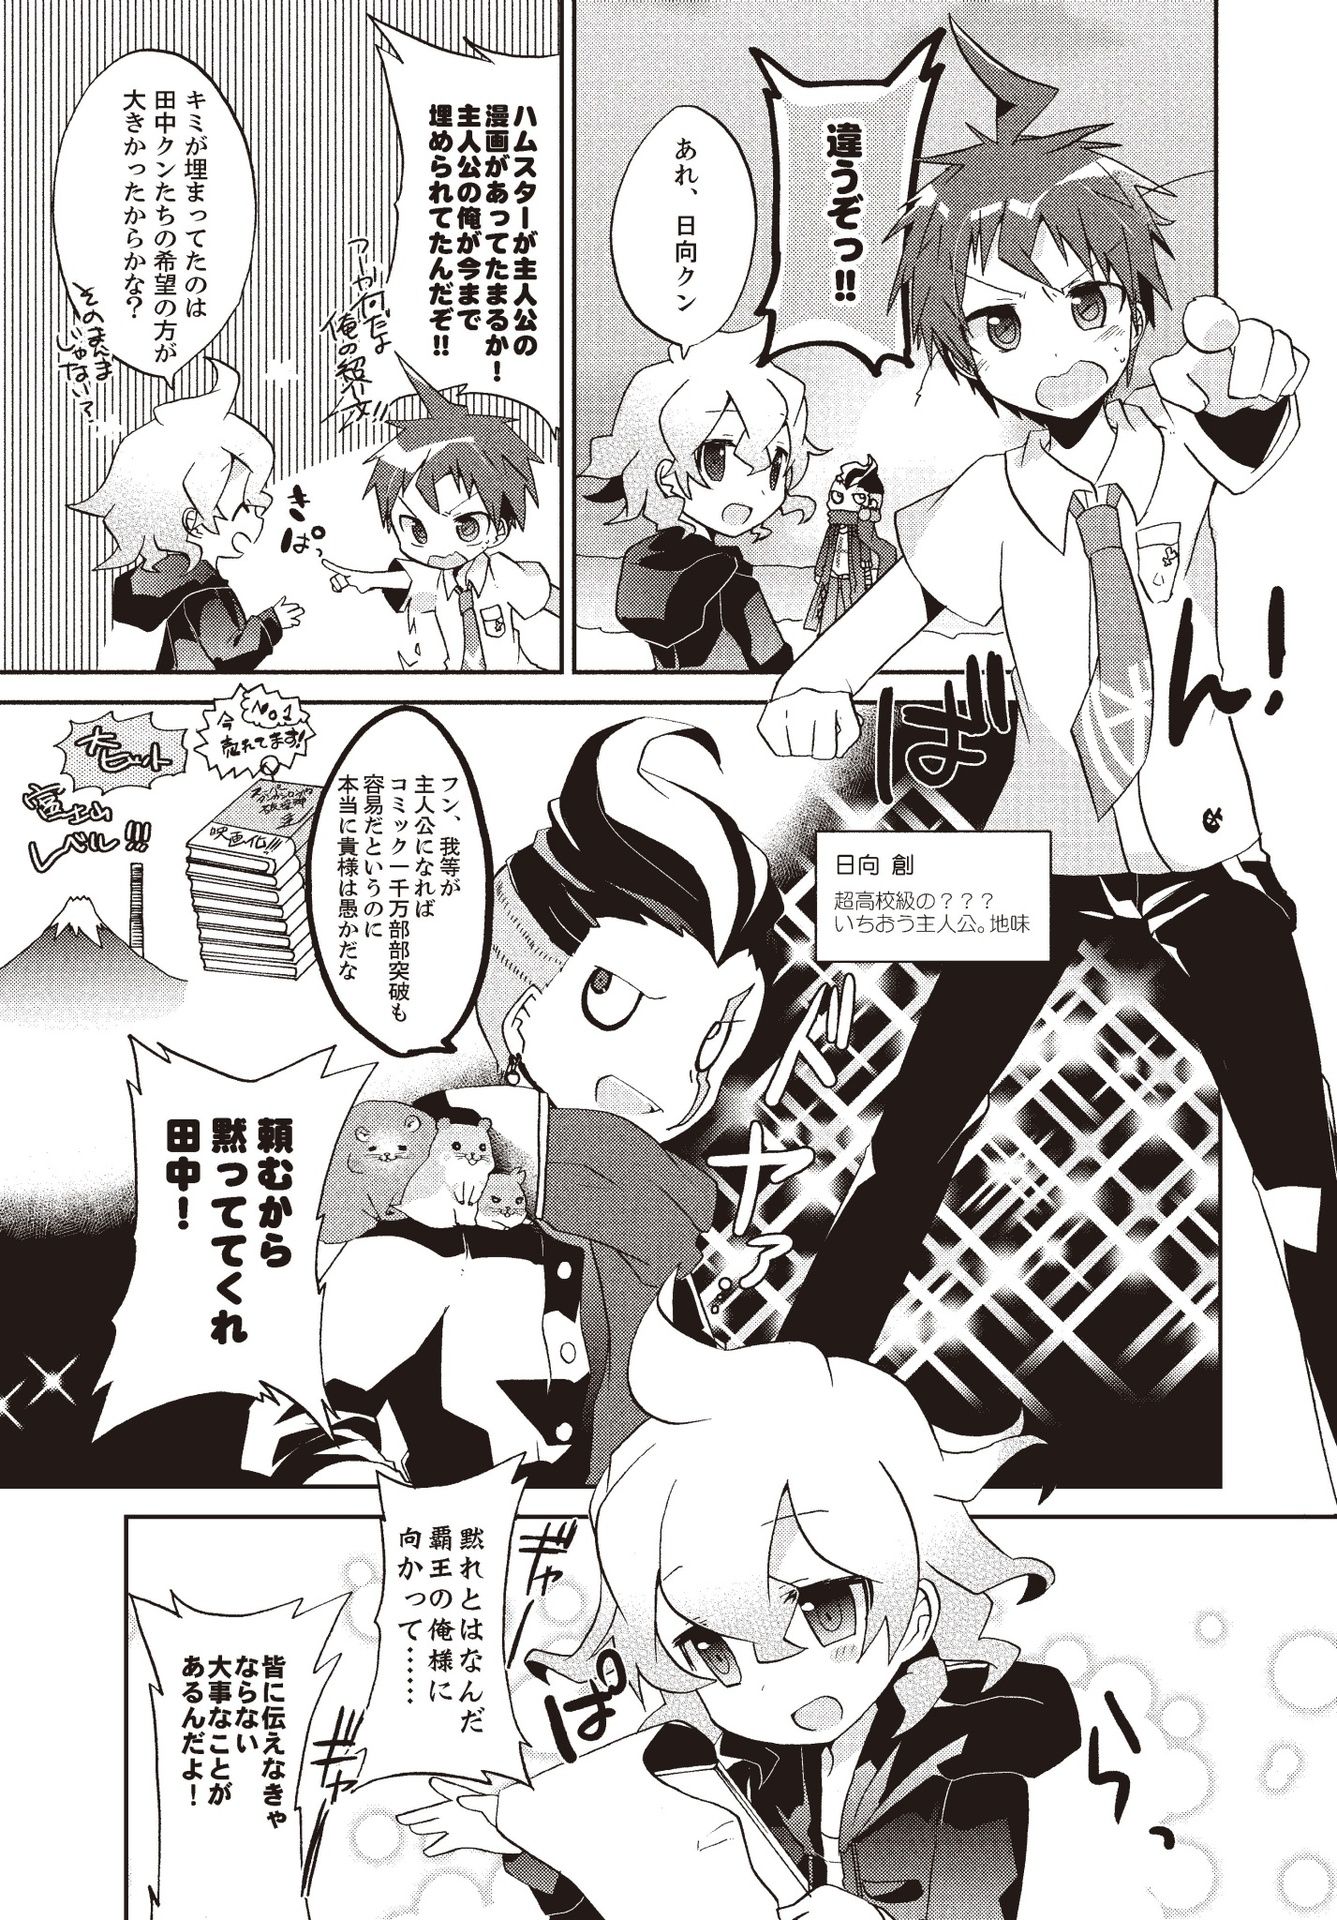 違うぞっ!!
あれ、日向クン
ばーん!
日向 創
超高校級の???
いちおう主人公。地味
ハムスターが主人公の
漫画があってたまるか!
主人公の俺が今まで
埋められてたんだぞ!!
つーか何だよ
俺の紹介文!!
きぱっ
キミが埋まってたのは
田中クンたちの希望の方が
大きかったからかな?
そのまんま
じゃない?
フン、我等が
主人公になれば
コミック一千万部部突破も
容易だというのに
本当に貴様は愚かだな
No.1
今
売れてます!
大ヒット
富士山
レベル!!!
映画化!!!
ズバヤァ
頼むから
黙っててくれ
田中!
黙れとはなんだ
覇王の俺様に
向かって……
ギャー
ギャー
皆に伝えなきゃ
ならない
大事なことが
あるんだよ!
ぱらっ